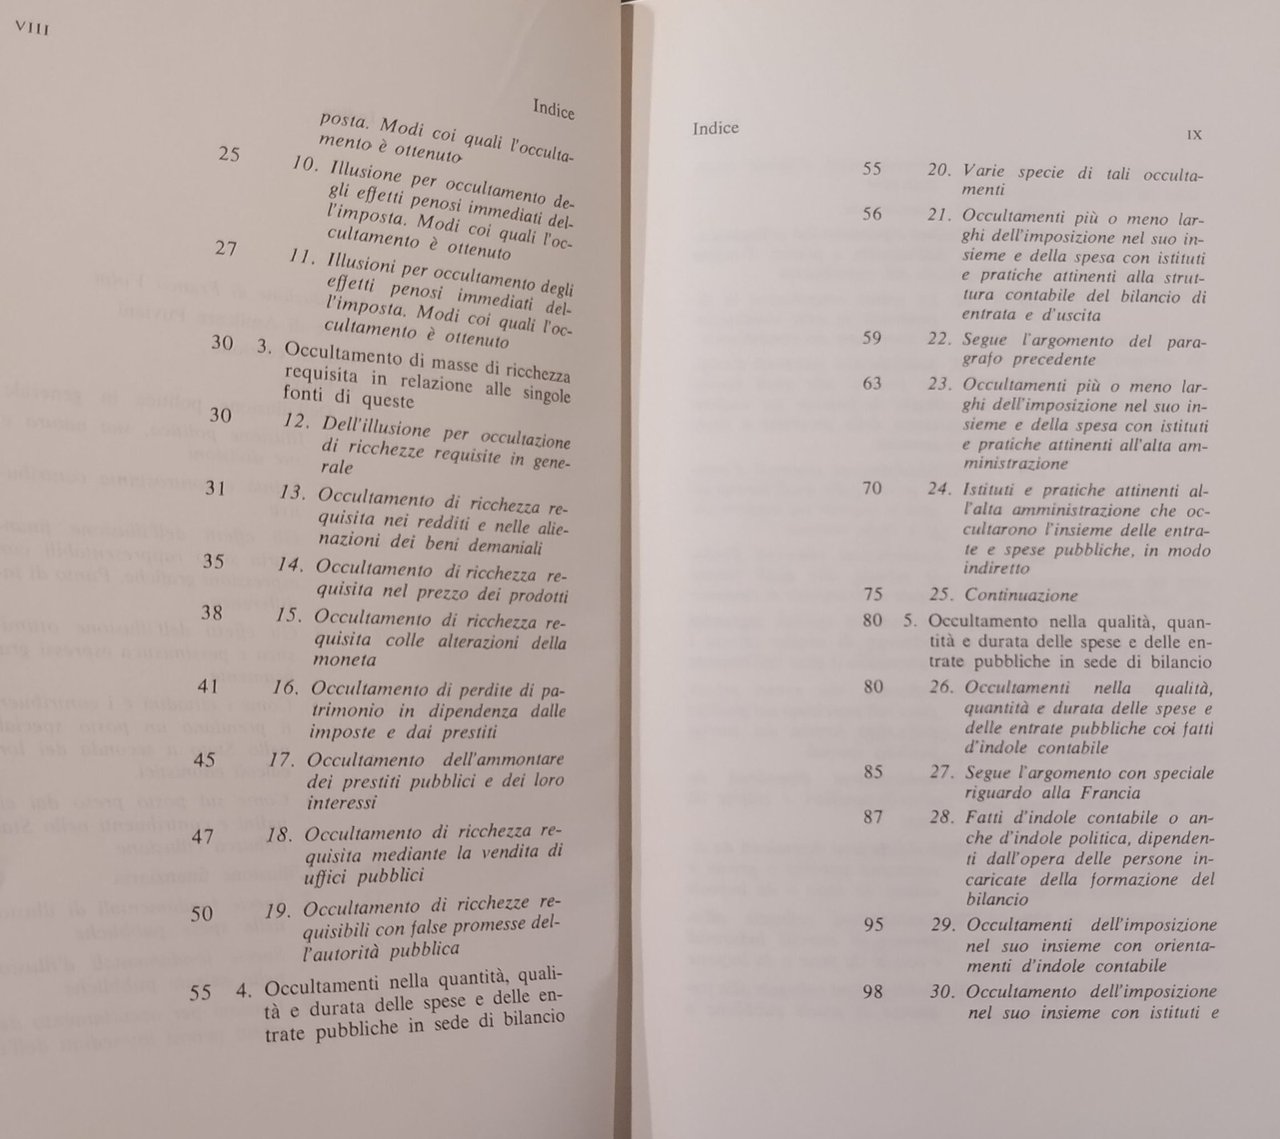 VIII
Indice
posta. Modi coi quali l'occulta-
mento è ottenuto
25 10. Illusione per occultamento de-
gli effetti penosi immediati del-
l'imposta. Modi coi quali l'oc-
cultamento è ottenuto
27 11. Illusioni per occultamento degli
effetti penosi immediati del-
l'imposta. Modi coi quali l'oc-
cultamento è ottenuto
30 3. Occultamento di masse di ricchezza
requisita in relazione alle singole
fonti di queste
30 12. Dell'illusione per occultazione
di ricchezze requisite in gene-
rale
31 13. Occultamento di ricchezza re-
quisita nei redditi e nelle alie-
nazioni dei beni demaniali
35 14. Occultamento di ricchezza re-
quisita nel prezzo dei prodotti
38 15. Occultamento di ricchezza re-
quisita colle alterazioni della
moneta
41 16. Occultamento di perdite di pa-
trimonio in dipendenza dalle
imposte e dai prestiti
45 17. Occultamento dell'ammontare
dei prestiti pubblici e dei loro
interessi
47 18. Occultamento di ricchezza re-
quisita mediante la vendita di
uffici pubblici
50 19. Occultamento di ricchezze re-
quisibili con false promesse del-
l'autorità pubblica
55 4. Occultamenti nella quantità, quali-
tà e durata delle spese e delle en-
trate pubbliche in sede di bilancio
Indice IX
55 20. Varie specie di tali occulta-
menti
56 21. Occultamenti più o meno lar-
ghi dell'imposizione nel suo in-
sieme e della spesa con istituti
e pratiche attinenti alla strut-
tura contabile del bilancio di
entrata e d'uscita
59 22. Segue l'argomento del para-
grafo precedente
63 23. Occultamenti più o meno lar-
ghi dell'imposizione nel suo in-
sieme e della spesa con istituti
e pratiche attinenti all'alta am-
ministrazione
70 24. Istituti e pratiche attinenti al-
l'alta amministrazione che oc-
cultarono l'insieme delle entra-
te e spese pubbliche, in modo
indiretto
75 25. Continuazione
80 5. Occultamento nella qualità, quan-
tità e durata delle spese e delle en-
trate pubbliche in sede di bilancio
80 26. Occultamenti nella qualità,
quantità e durata delle spese e
delle entrate pubbliche coi fatti
d'indole contabile
85 27. Segue l'argomento con speciale
riguardo alla Francia
87 28. Fatti d'indole contabile o an-
che d'indole politica, dipenden-
ti dall'opera delle persone in-
caricate della formazione del
bilancio
95 29. Occultamenti dell'imposizione
nel suo insieme con orienta-
menti d'indole contabile
98 30. Occultamento dell'imposizione
nel suo insieme con istituti e